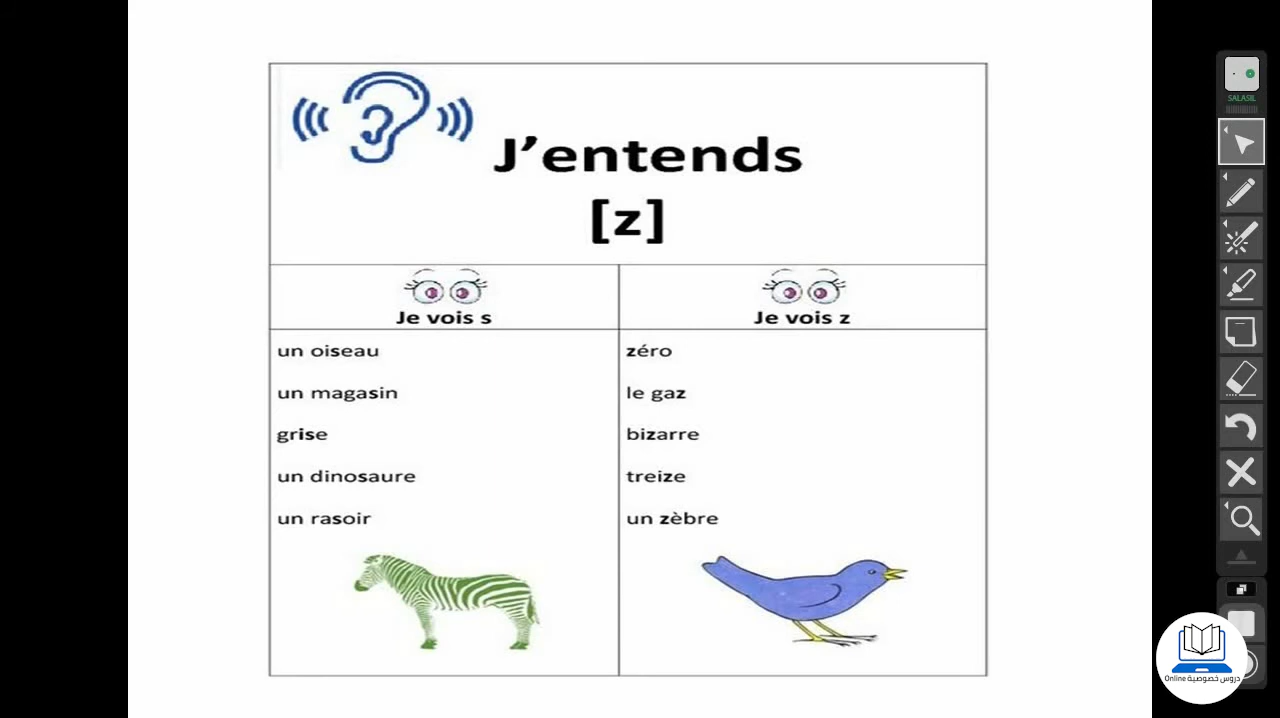 J'entends
[z]
Je vois s
Je vois z
un oiseau
zéro
un magasin
le gaz
grise
bizarre
un dinosaure
treize
un rasoir
un zèbre
SALASIL
دروس خصوصية Online